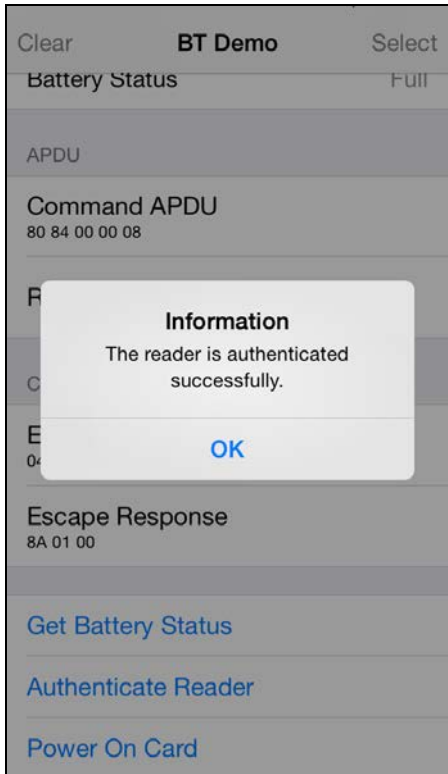 Clear BT Demo Select
Battery Status Full
APDU
Command APDU
80 84 00 00 08
R
Information
The reader is authenticated
successfully.
C
E
OK
04
Escape Response
8A 01 00
Get Battery Status
Authenticate Reader
Power On Card